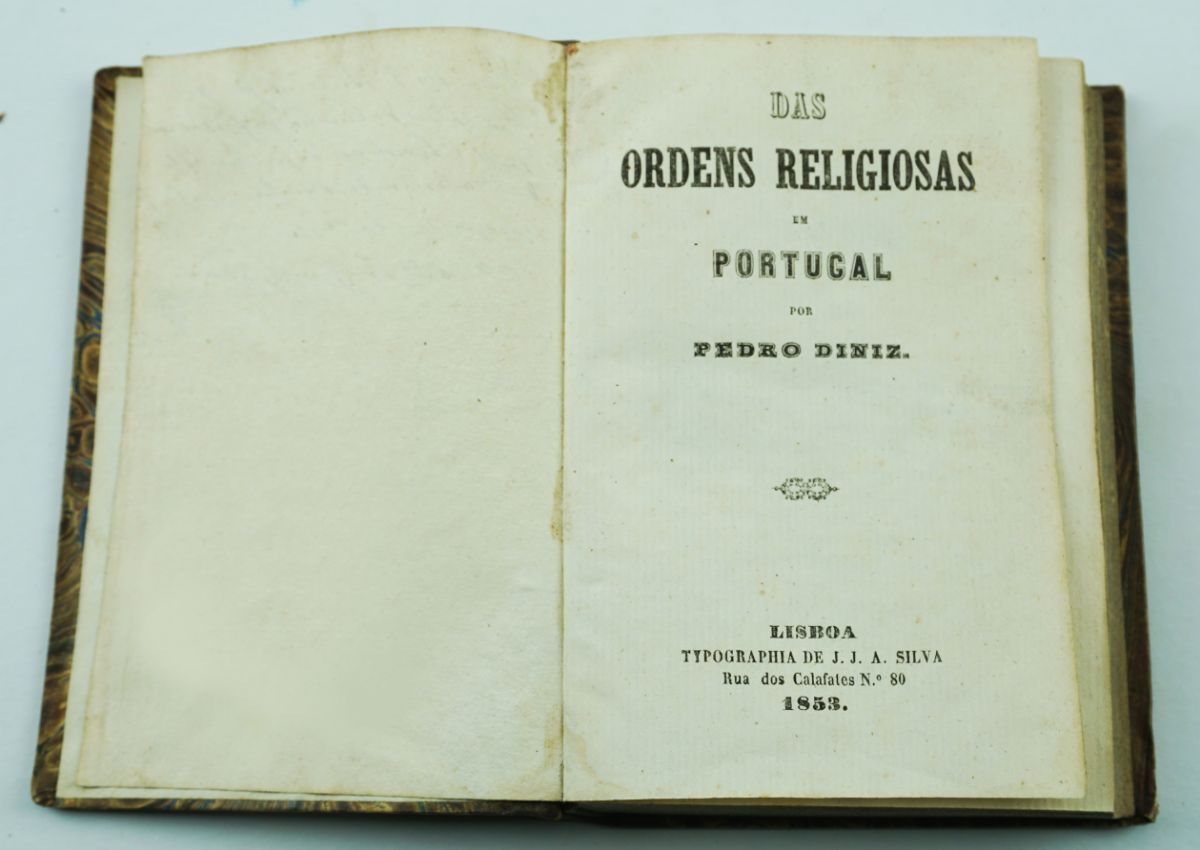 DAS
ORDENS RELIGIOSAS
EM
PORTUGAL
POR
PEDRO DINIZ.
LISBOA
TYPOGRAPHIA DE J. J. A. SILVA
Rua dos Calafates N.º 80
1853.